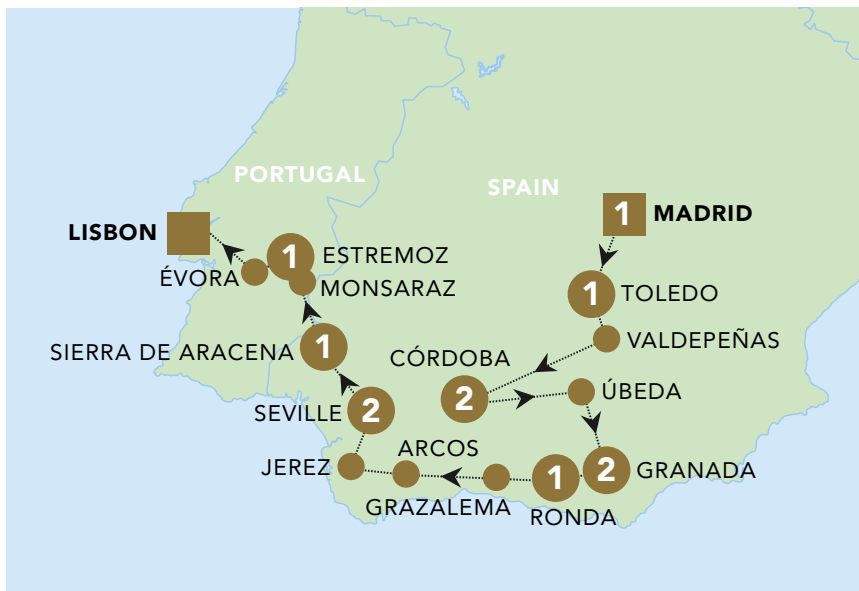 PORTUGAL
SPAIN
1 MADRID
LISBON
1 ESTREMOZ
ÉVORA
MONSARAZ
1 TOLEDO
VALDEPEÑAS
SIERRA DE ARACENA 1
CÓRDOBA
2
ÚBEDA
SEVILLE 2
ARCOS
JEREZ
2 GRANADA
1
GRAZALEMA
RONDA